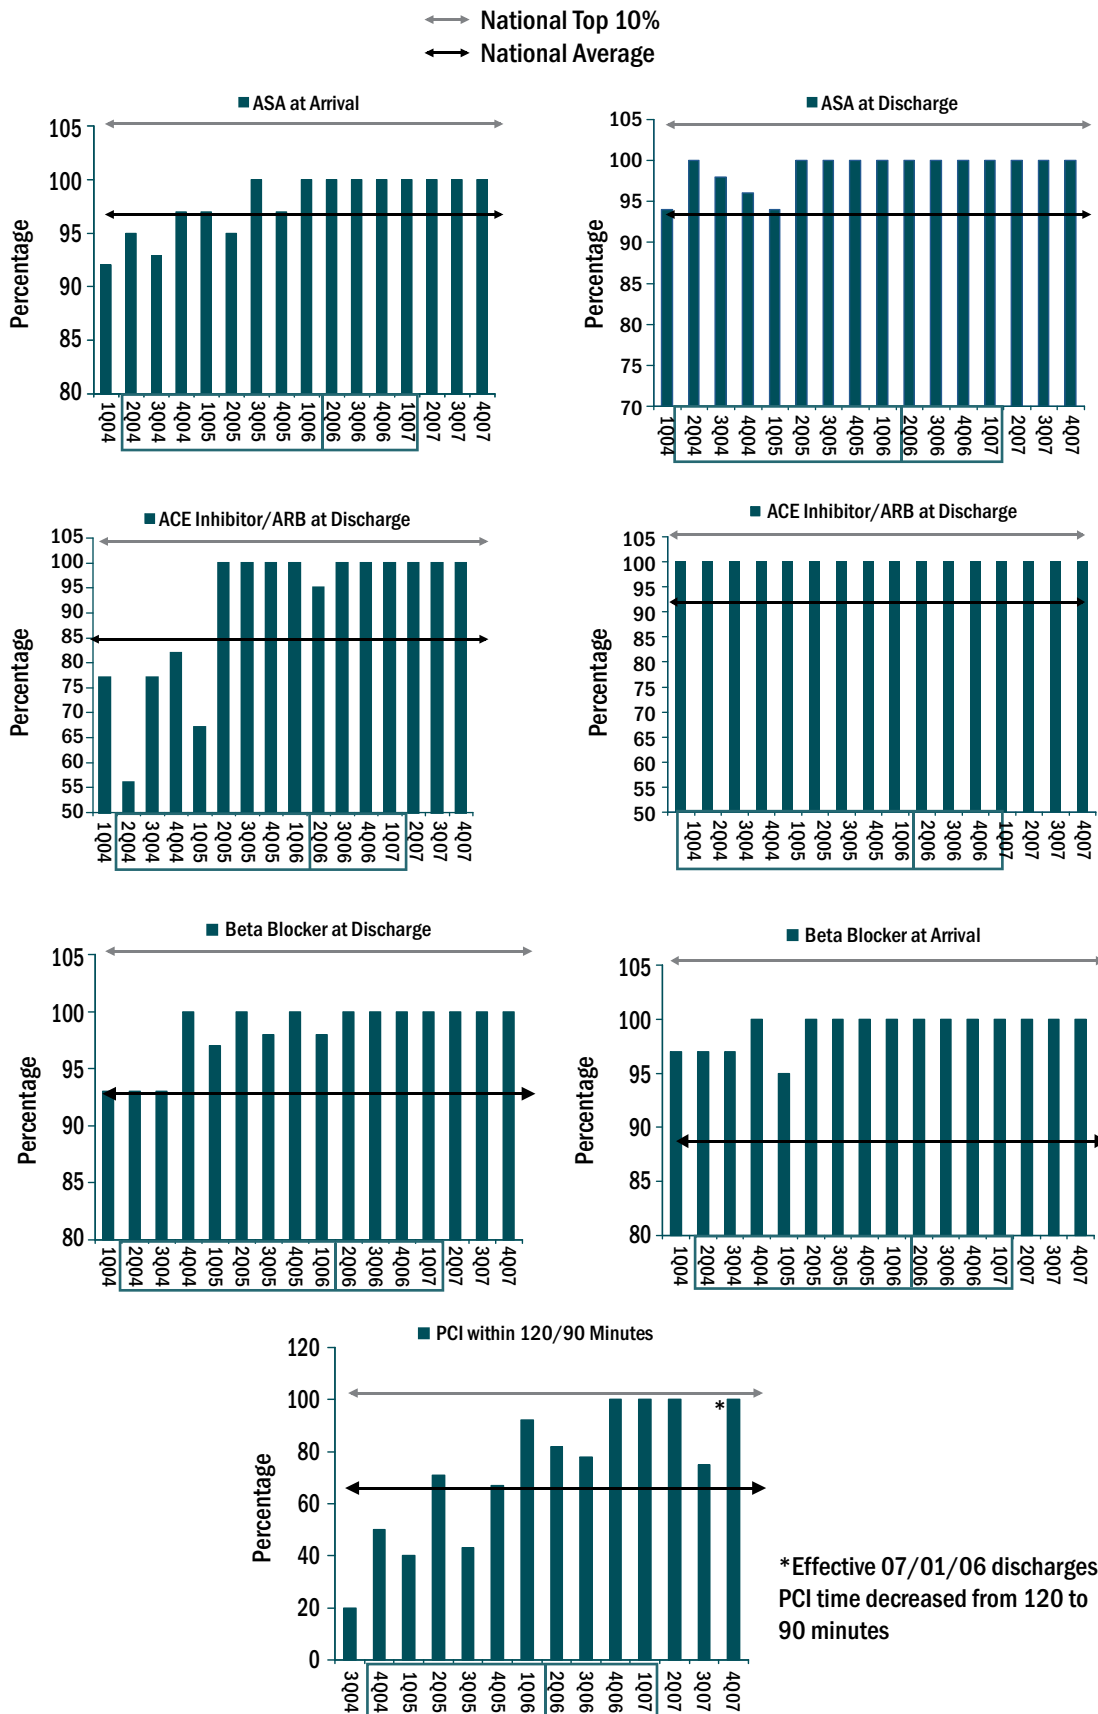 National Top 10%
National Average
ASA at Arrival
105
100
95
90
85
80
Percentage
1Q04 2Q04 3Q04 4Q04 1Q05 2Q05 3Q05 4Q05 1Q06 2Q06 3Q06 4Q06 1Q07 2Q07 3Q07 4Q07
ASA at Discharge
105
100
95
90
85
80
75
70
Percentage
1Q04 2Q04 3Q04 4Q04 1Q05 2Q05 3Q05 4Q05 1Q06 2Q06 3Q06 4Q06 1Q07 2Q07 3Q07 4Q07
ACE Inhibitor/ARB at Discharge
105
100
95
90
85
80
75
70
65
60
55
50
Percentage
1Q04 2Q04 3Q04 4Q04 1Q05 2Q05 3Q05 4Q05 1Q06 2Q06 3Q06 4Q06 1Q07 2Q07 3Q07 4Q07
ACE Inhibitor/ARB at Discharge
105
100
95
90
85
80
75
70
65
60
55
50
Percentage
1Q04 2Q04 3Q04 4Q04 1Q05 2Q05 3Q05 4Q05 1Q06 2Q06 3Q06 4Q06 1Q07 2Q07 3Q07 4Q07
Beta Blocker at Discharge
105
100
95
90
85
80
Percentage
1Q04 2Q04 3Q04 4Q04 1Q05 2Q05 3Q05 4Q05 1Q06 2Q06 3Q06 4Q06 1Q07 2Q07 3Q07 4Q07
Beta Blocker at Arrival
105
100
95
90
85
80
Percentage
1Q04 2Q04 3Q04 4Q04 1Q05 2Q05 3Q05 4Q05 1Q06 2Q06 3Q06 4Q06 1Q07 2Q07 3Q07 4Q07
PCI within 120/90 Minutes
120
100
80
60
40
20
0
Percentage
*
3Q04 4Q04 1Q05 2Q05 3Q05 4Q05 1Q06 2Q06 3Q06 4Q06 1Q07 2Q07 3Q07 4Q07
*Effective 07/01/06 discharges
PCI time decreased from 120 to
90 minutes